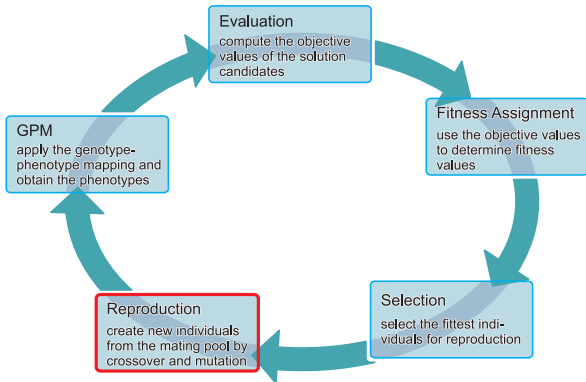 Evaluation
compute the objective
values of the solution
candidates
Fitness Assignment
use the objective values
to determine fitness
values
Selection
select the fittest indi-
viduals for reproduction
Reproduction
create new individuals
from the mating pool by
crossover and mutation
GPM
apply the genotype-
phenotype mapping and
obtain the phenotypes